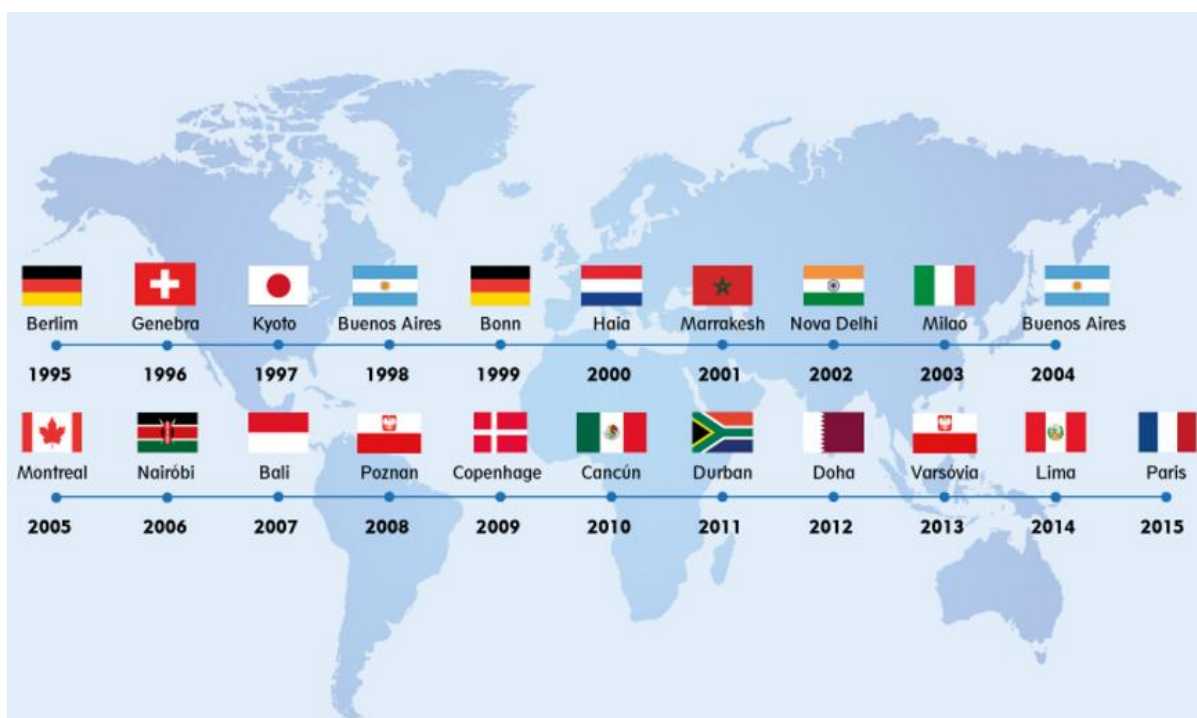 Berlim Genebra Kyoto Buenos Aires Bonn Haia Marrakesh Nova Delhi Milão Buenos Aires
1995 1996 1997 1998 1999 2000 2001 2002 2003 2004
Montreal Nairóbi Bali Poznan Copenhage Cancún Durban Doha Varsóvia Lima Paris
2005 2006 2007 2008 2009 2010 2011 2012 2013 2014 2015